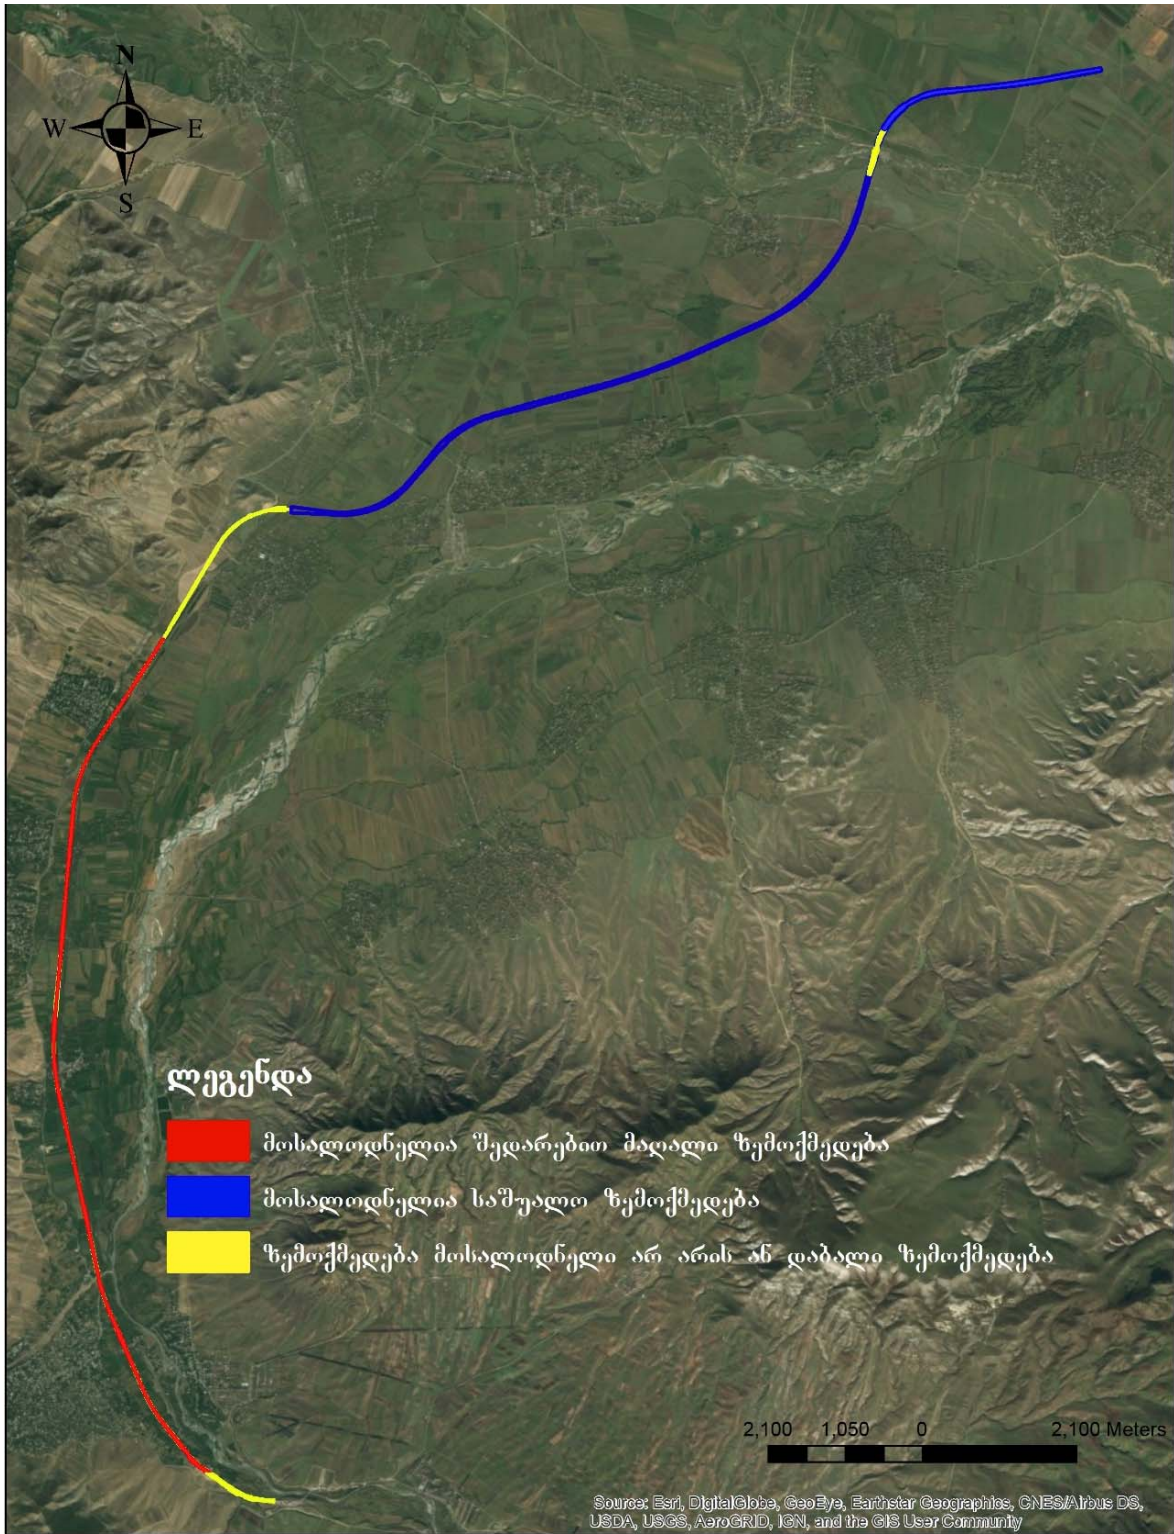 N
W E
S
ლეგენდა
მოსალოდნელია შედარებით მაღალი ზემოქმედება
მოსალოდნელია საშუალო ზემოქმედება
ზემოქმედება მოსალოდნელი არ არის ან დაბალი ზემოქმედება
2,100 1,050 0 2,100 Meters
Source: Esri, DigitalGlobe, GeoEye, Earthstar Geographics, CNES/Airbus DS,
USDA, USGS, AeroGRID, IGN, and the GIS User Community